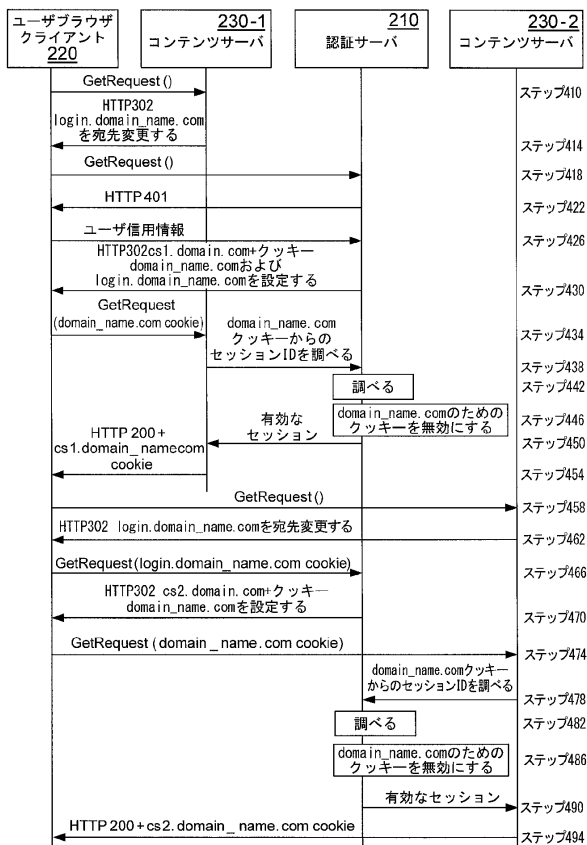 ユーザブラウザ
クライアント
220
230-1
コンテンツサーバ
210
認証サーバ
230-2
コンテンツサーバ
GetRequest()
ステップ410
HTTP302
login.domain_name.com
を宛先変更する
ステップ414
GetRequest()
ステップ418
HTTP401
ステップ422
ユーザ信用情報
ステップ426
HTTP302cs1.domain.com+クッキー
domain_name.comおよび
login.domain_name.comを設定する
ステップ430
GetRequest
(domain_name.com cookie)
ステップ434
domain_name.com
クッキーからの
セッションIDを調べる
ステップ438
調べる
ステップ442
domain_name.comのための
クッキーを無効にする
ステップ446
有効な
セッション
ステップ450
HTTP 200+
cs1.domain_namecom
cookie
ステップ454
GetRequest()
ステップ458
HTTP302 login.domain_name.comを宛先変更する
ステップ462
GetRequest(login.domain_name.com cookie)
ステップ466
HTTP302 cs2.domain.com+クッキー
domain_name.comを設定する
ステップ470
GetRequest (domain_name.com cookie)
ステップ474
domain_name.comクッキー
からのセッションIDを調べる
ステップ478
調べる
ステップ482
domain_name.comのための
クッキーを無効にする
ステップ486
有効なセッション
ステップ490
HTTP 200+cs2.domain_name.com cookie
ステップ494